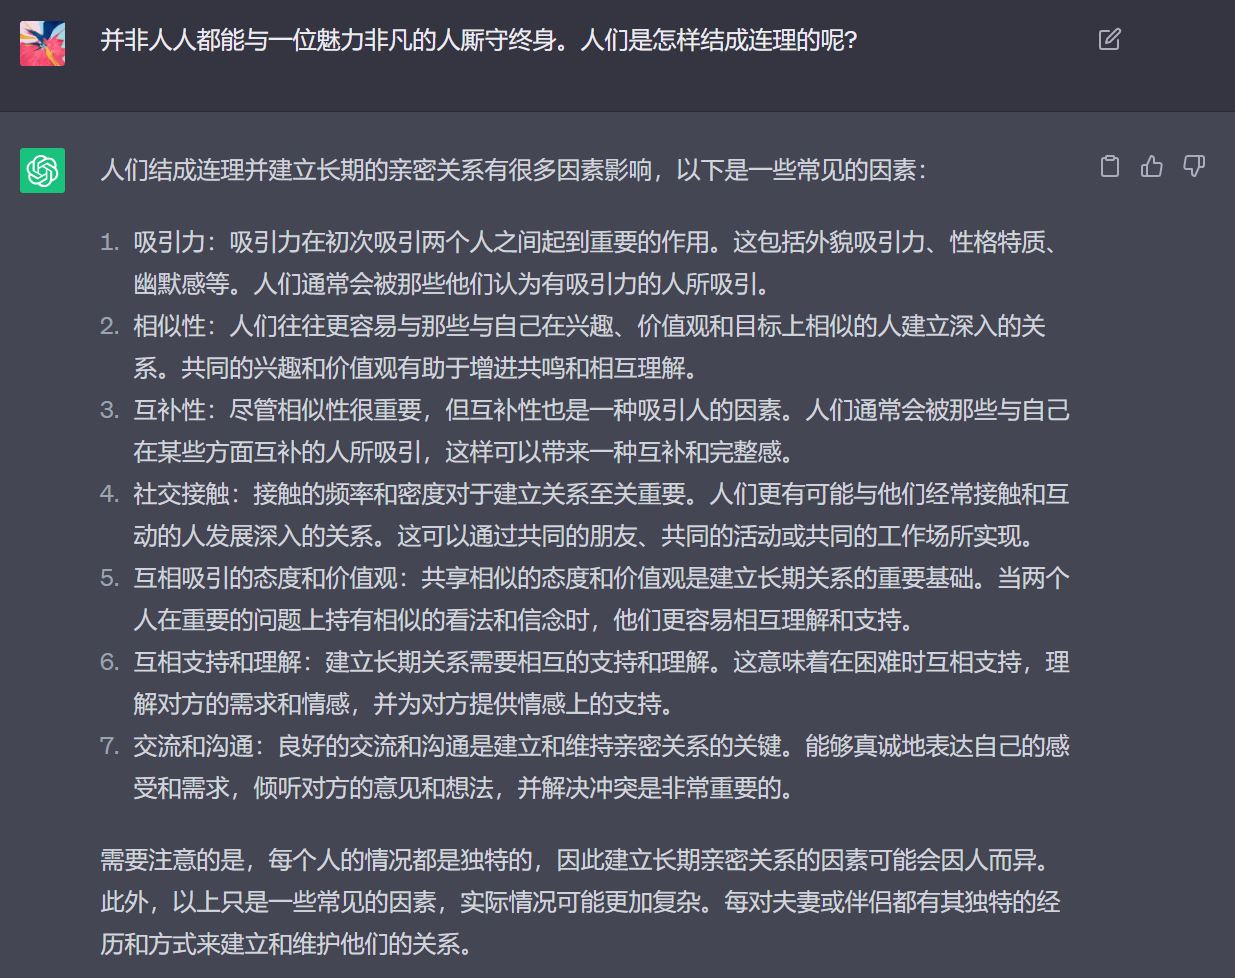 并非人人都能与一位魅力非凡的人厮守终身。人们是怎样结成连理的呢?
人们结成连理并建立长期的亲密关系有很多因素影响，以下是一些常见的因素：
1. 吸引力：吸引力在初次吸引两个人之间起到重要的作用。这包括外貌吸引力、性格特质、
幽默感等。人们通常会被那些他们认为有吸引力的人所吸引。
2. 相似性：人们往往更容易与那些与自己在兴趣、价值观和目标上相似的人建立深入的关
系。共同的兴趣和价值观有助于增进共鸣和相互理解。
3. 互补性：尽管相似性很重要，但互补性也是一种吸引人的因素。人们通常会被那些与自己
在某些方面互补的人所吸引，这样可以带来一种互补和完整感。
4. 社交接触：接触的频率和密度对于建立关系至关重要。人们更有可能与他们经常接触和互
动的人发展深入的关系。这可以通过共同的朋友、共同的活动或共同的工作场所实现。
5. 互相吸引的态度和价值观：共享相似的态度和价值观是建立长期关系的重要基础。当两个
人在重要的问题上持有相似的看法和信念时，他们更容易相互理解和支持。
6. 互相支持和理解：建立长期关系需要相互的支持和理解。这意味着在困难时互相支持，理
解对方的需求和情感，并为对方提供情感上的支持。
7. 交流和沟通：良好的交流和沟通是建立和维持亲密关系的关键。能够真诚地表达自己的感
受和需求，倾听对方的意见和想法，并解决冲突是非常重要的。
需要注意的是，每个人的情况都是独特的，因此建立长期亲密关系的因素可能会因人而异。
此外，以上只是一些常见的因素，实际情况可能更加复杂。每对夫妻或伴侣都有其独特的经
历和方式来建立和维护他们的关系。